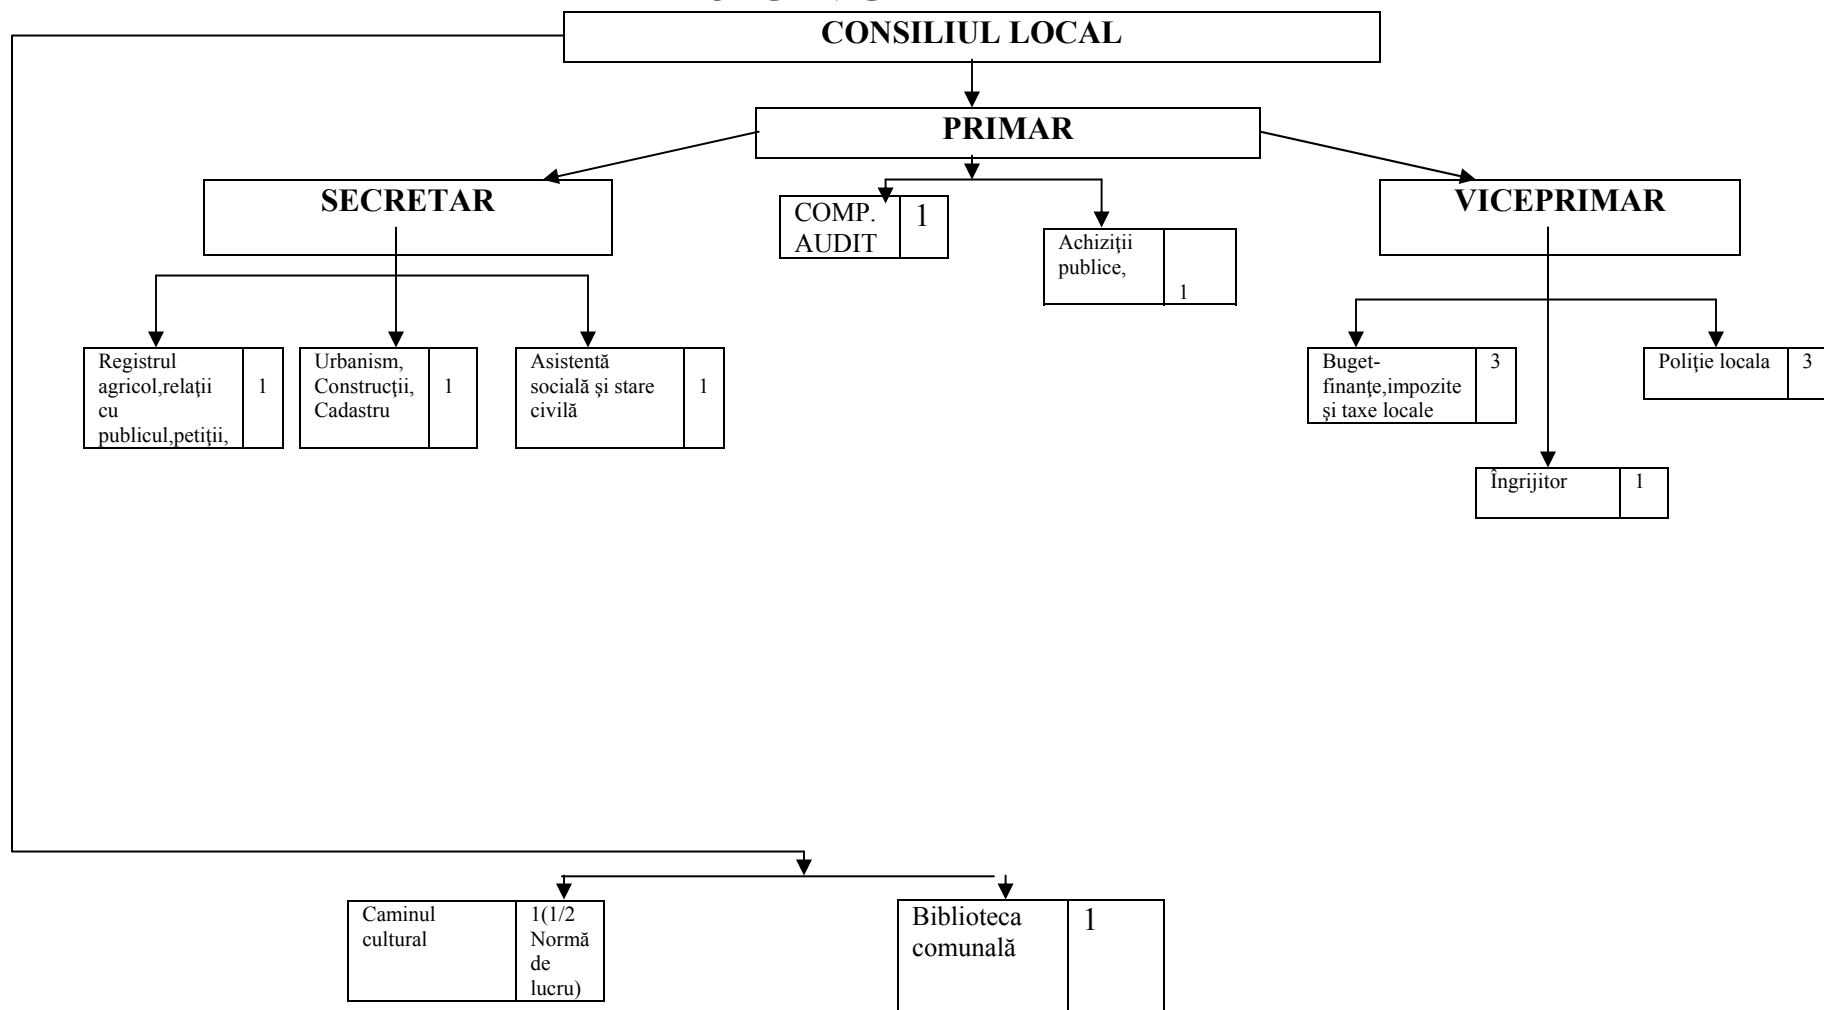 CONSILIUL LOCAL
PRIMAR
SECRETAR
COMP.
AUDIT
1
Achiziţii
publice,
1
VICEPRIMAR
Registrul
agricol,relaţii
cu
publicul,petiţii,
1
Urbanism,
Construcţii,
Cadastru
1
Asistentă
socială şi stare
civilă
1
Buget-
finanţe,impozite
şi taxe locale
3
Poliţie locala
3
Îngrijitor
1
Caminul
cultural
1(1/2
Normă
de
lucru)
Biblioteca
comunală
1